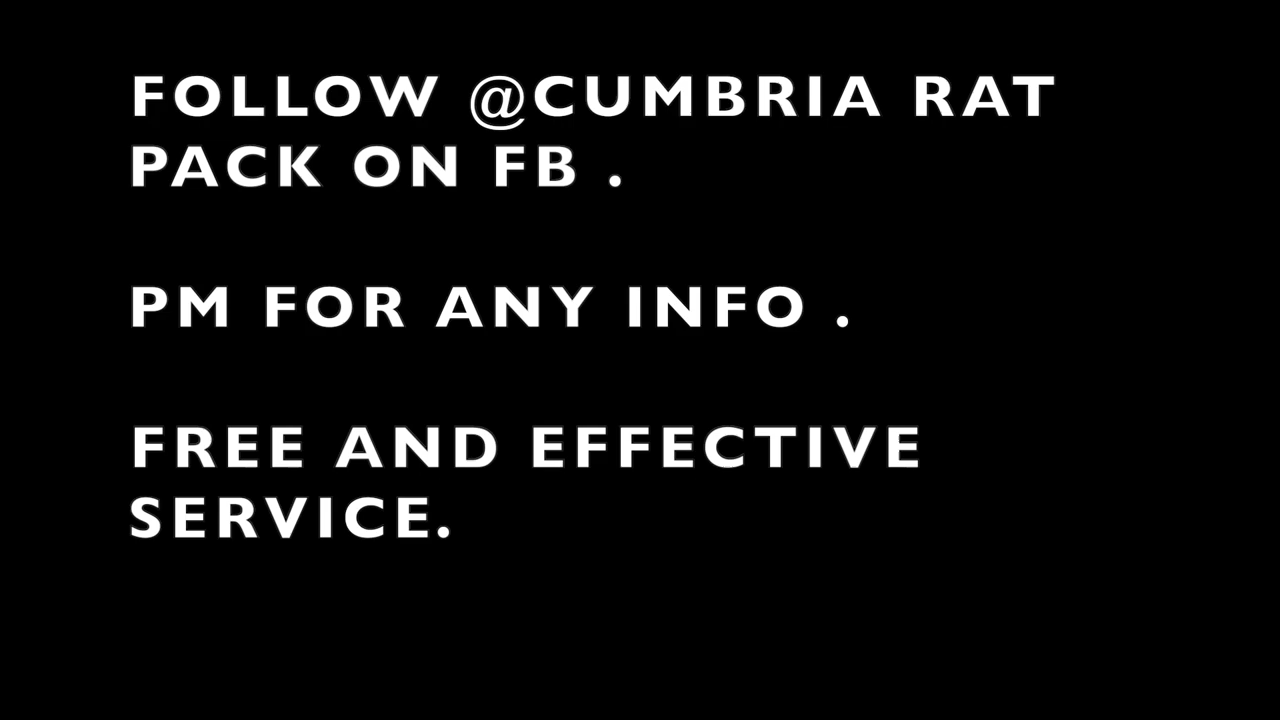 FOLLOW @CUMBRIA RAT
PACK ON FB .
PM FOR ANY INFO .
FREE AND EFFECTIVE
SERVICE.